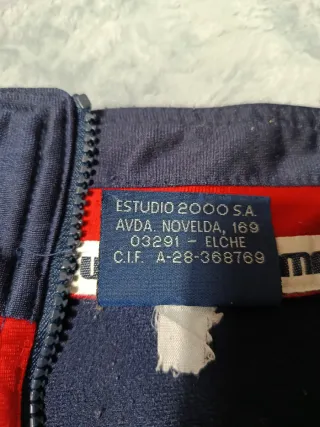 ESTUDIO 2000 S.A.
AVDA. NOVELDA, 169
03291 - ELCHE
C.I.F. A-28-368769